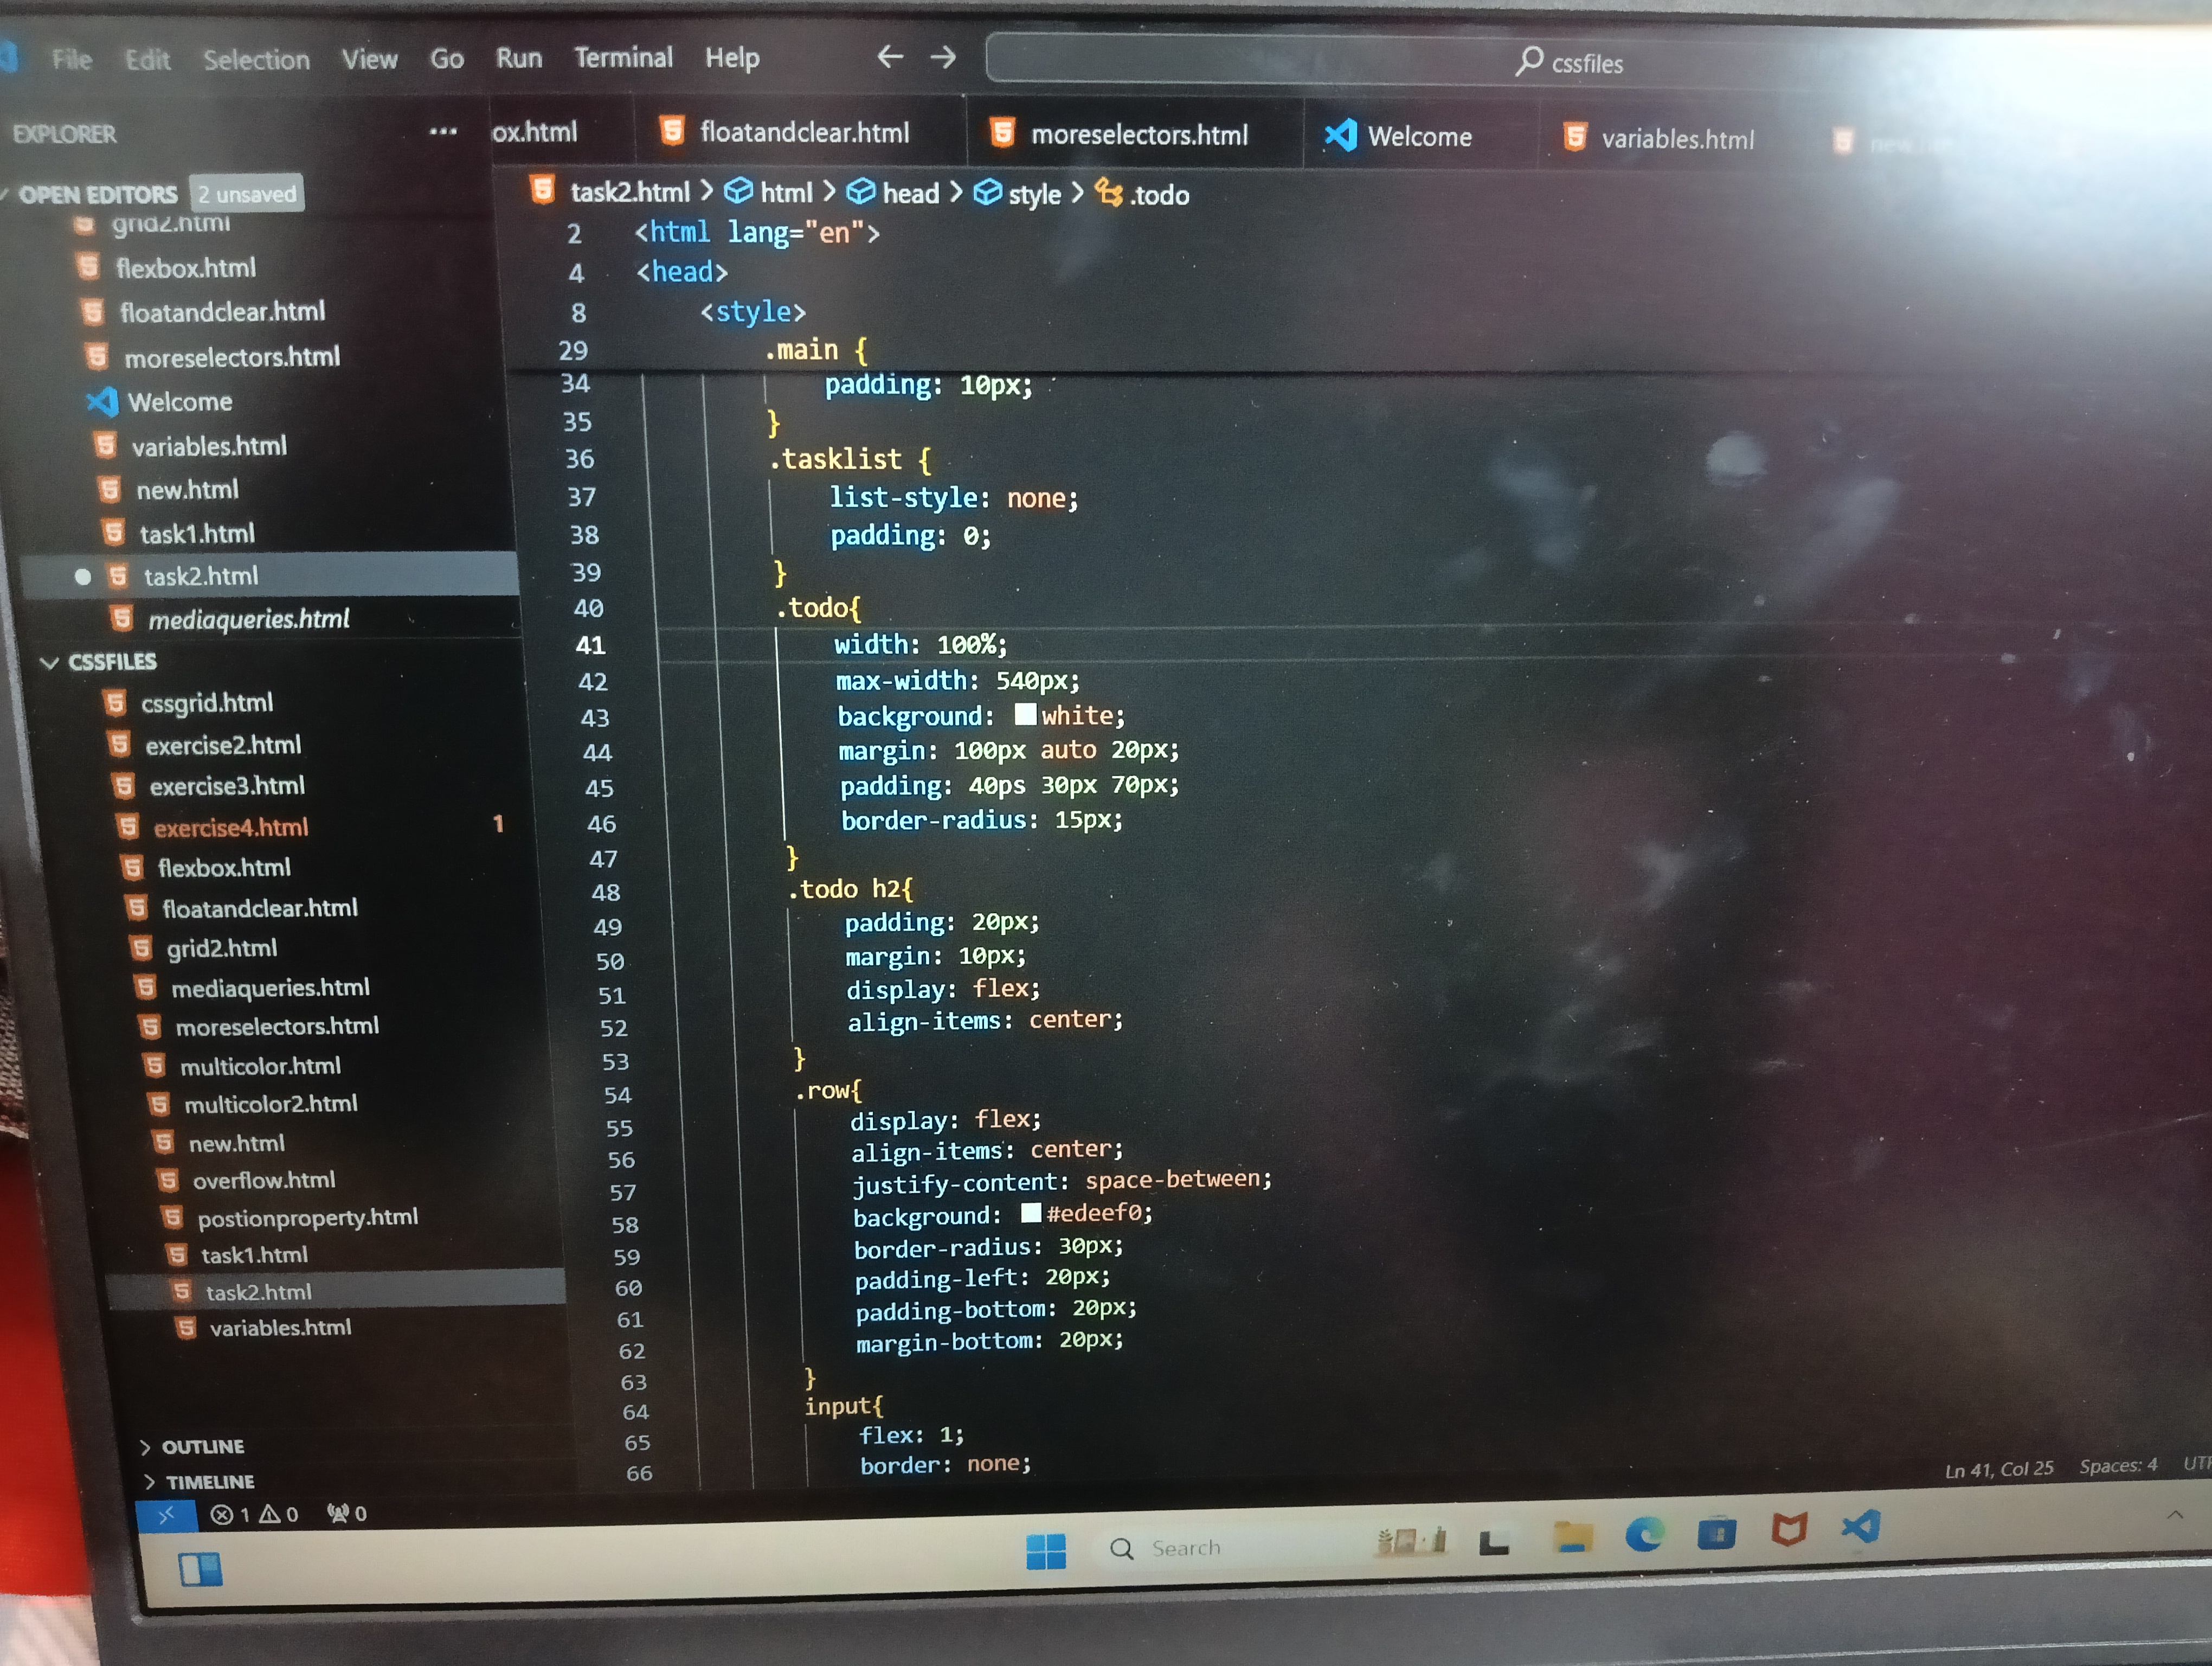 File Edit Selection View Go Run Terminal Help ← → cssfiles
EXPLORER ... ox.html floatandclear.html moreselectors.html Welcome variables.html
OPEN EDITORS 2 unsaved
grid2.html
flexbox.html
floatandclear.html
moreselectors.html
Welcome
variables.html
new.html
task1.html
task2.html
mediaqueries.html
CSSFILES
cssgrid.html
exercise2.html
exercise3.html
exercise4.html 1
flexbox.html
floatandclear.html
grid2.html
mediaqueries.html
moreselectors.html
multicolor.html
multicolor2.html
new.html
overflow.html
postionproperty.html
task1.html
task2.html
variables.html
OUTLINE
TIMELINE
task2.html > html > head > style > .todo
2 <html lang="en">
4 <head>
8 <style>
29 .main {
34 padding: 10px;
35 }
36 .tasklist {
37 list-style: none;
38 padding: 0;
39 }
40 .todo{
41 width: 100%;
42 max-width: 540px;
43 background: white;
44 margin: 100px auto 20px;
45 padding: 40ps 30px 70px;
46 border-radius: 15px;
47 }
48 .todo h2{
49 padding: 20px;
50 margin: 10px;
51 display: flex;
52 align-items: center;
53 }
54 .row{
55 display: flex;
56 align-items: center;
57 justify-content: space-between;
58 background: #edeef0;
59 border-radius: 30px;
60 padding-left: 20px;
61 padding-bottom: 20px;
62 margin-bottom: 20px;
63 }
64 input{
65 flex: 1;
66 border: none;
1 0 0 Ln 41, Col 25 Spaces: 4
Search